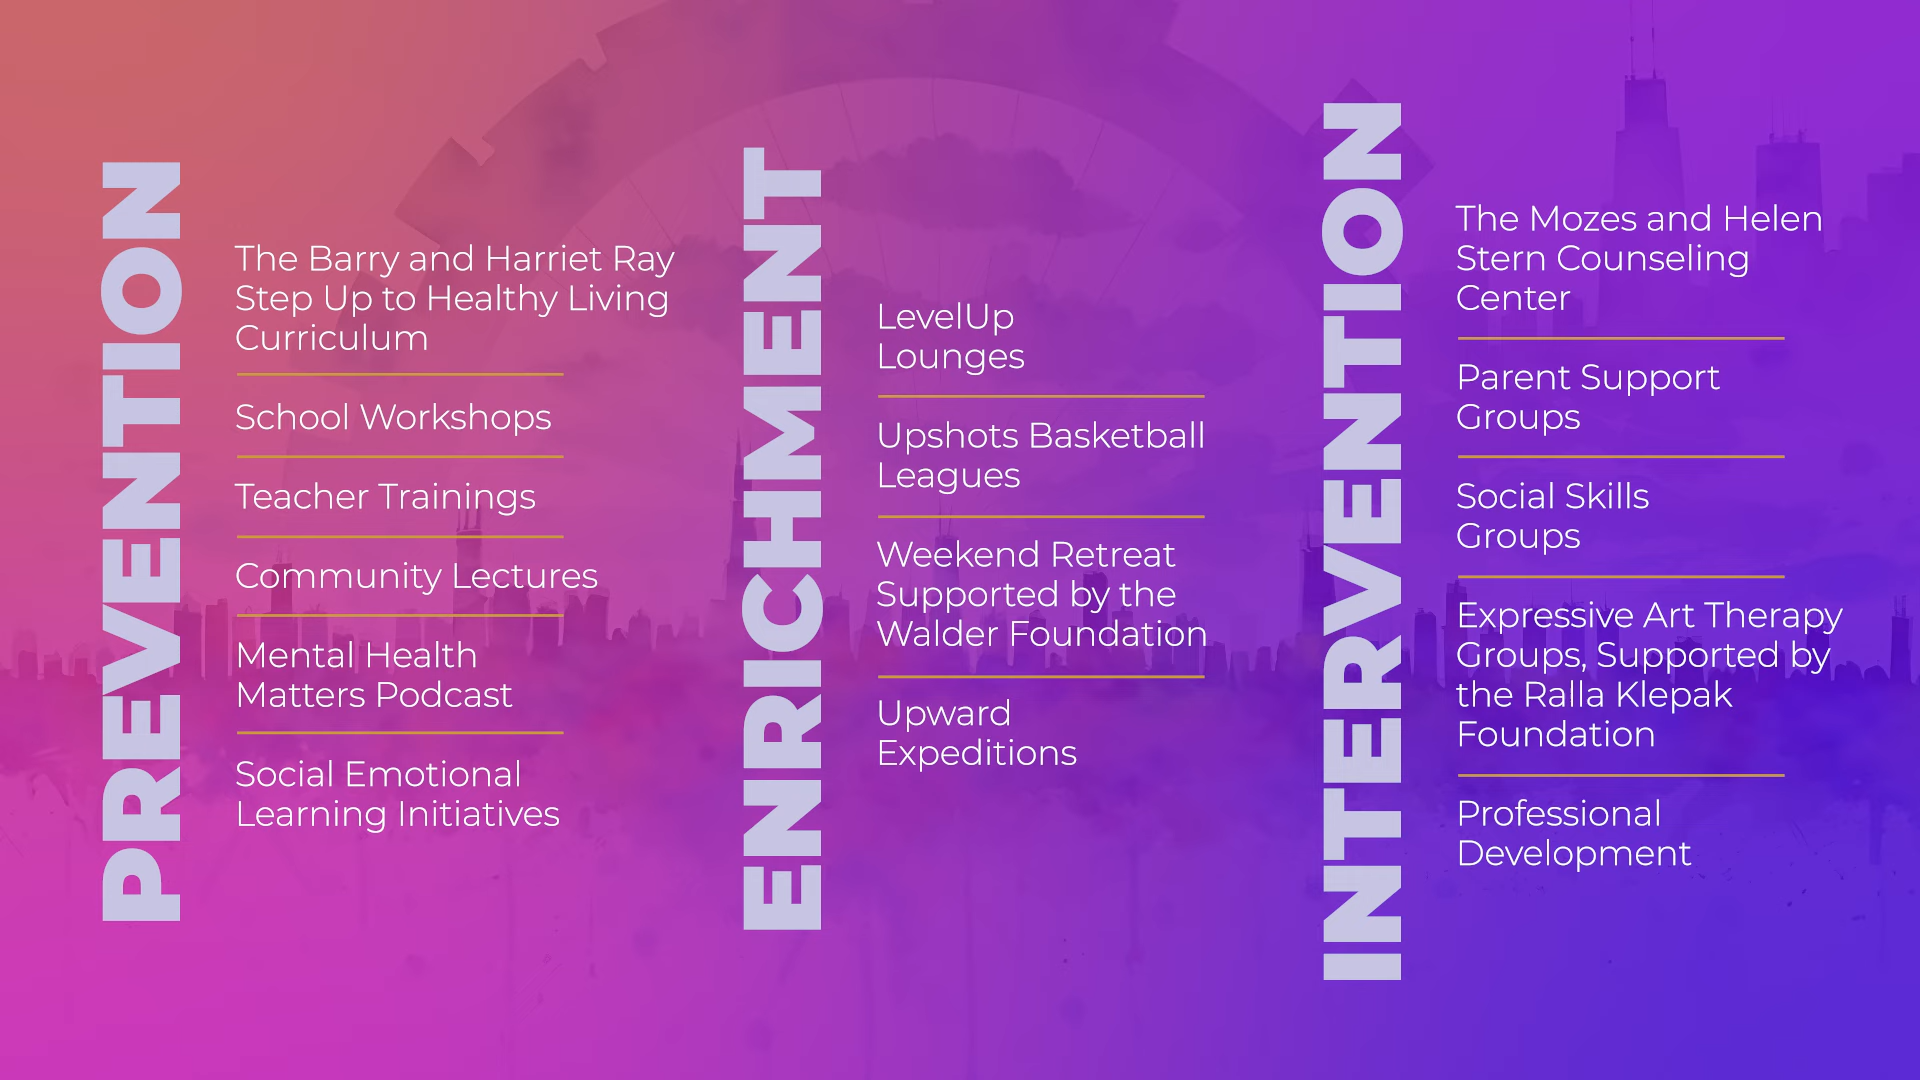 PREVENTION
The Barry and Harriet Ray
Step Up to Healthy Living
Curriculum
School Workshops
Teacher Trainings
Community Lectures
Mental Health
Matters Podcast
Social Emotional
Learning Initiatives
ENRICHMENT
LevelUp
Lounges
Upshots Basketball
Leagues
Weekend Retreat
Supported by the
Walder Foundation
Upward
Expeditions
INTERVENTION
The Mozes and Helen
Stern Counseling
Center
Parent Support
Groups
Social Skills
Groups
Expressive Art Therapy
Groups, Supported by
the Ralla Klepak
Foundation
Professional
Development